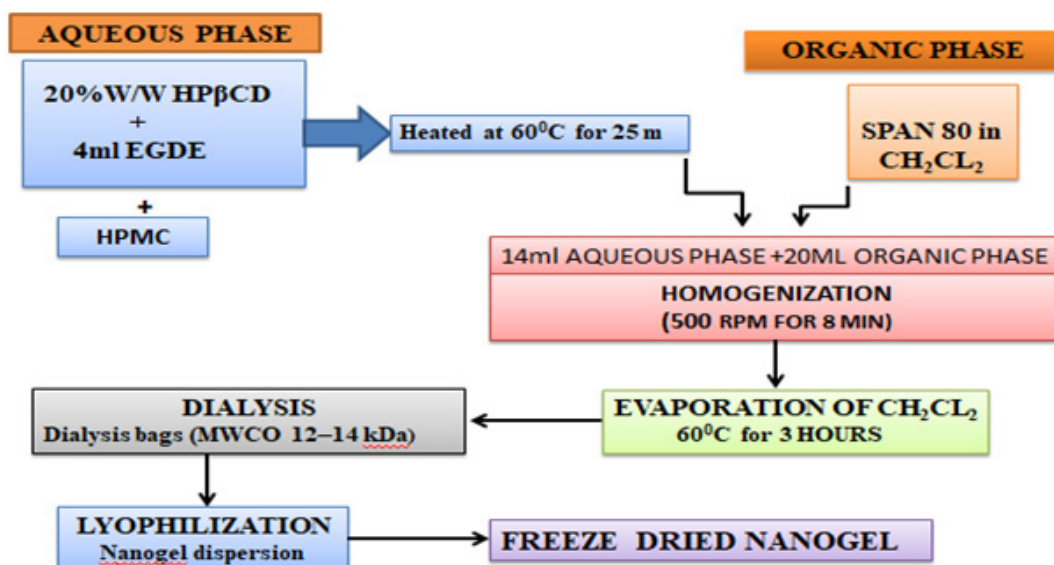 AQUEOUS PHASE
20%W/W HPβCD
+
4ml EGDE
+
HPMC
Heated at 60⁰C for 25 m
ORGANIC PHASE
SPAN 80 in
CH₂CL₂
14ml AQUEOUS PHASE +20ML ORGANIC PHASE
HOMOGENIZATION
(500 RPM FOR 8 MIN)
EVAPORATION OF CH₂CL₂
60⁰C for 3 HOURS
DIALYSIS
Dialysis bags (MWCO 12–14 kDa)
LYOPHILIZATION
Nanogel dispersion
FREEZE DRIED NANOGEL